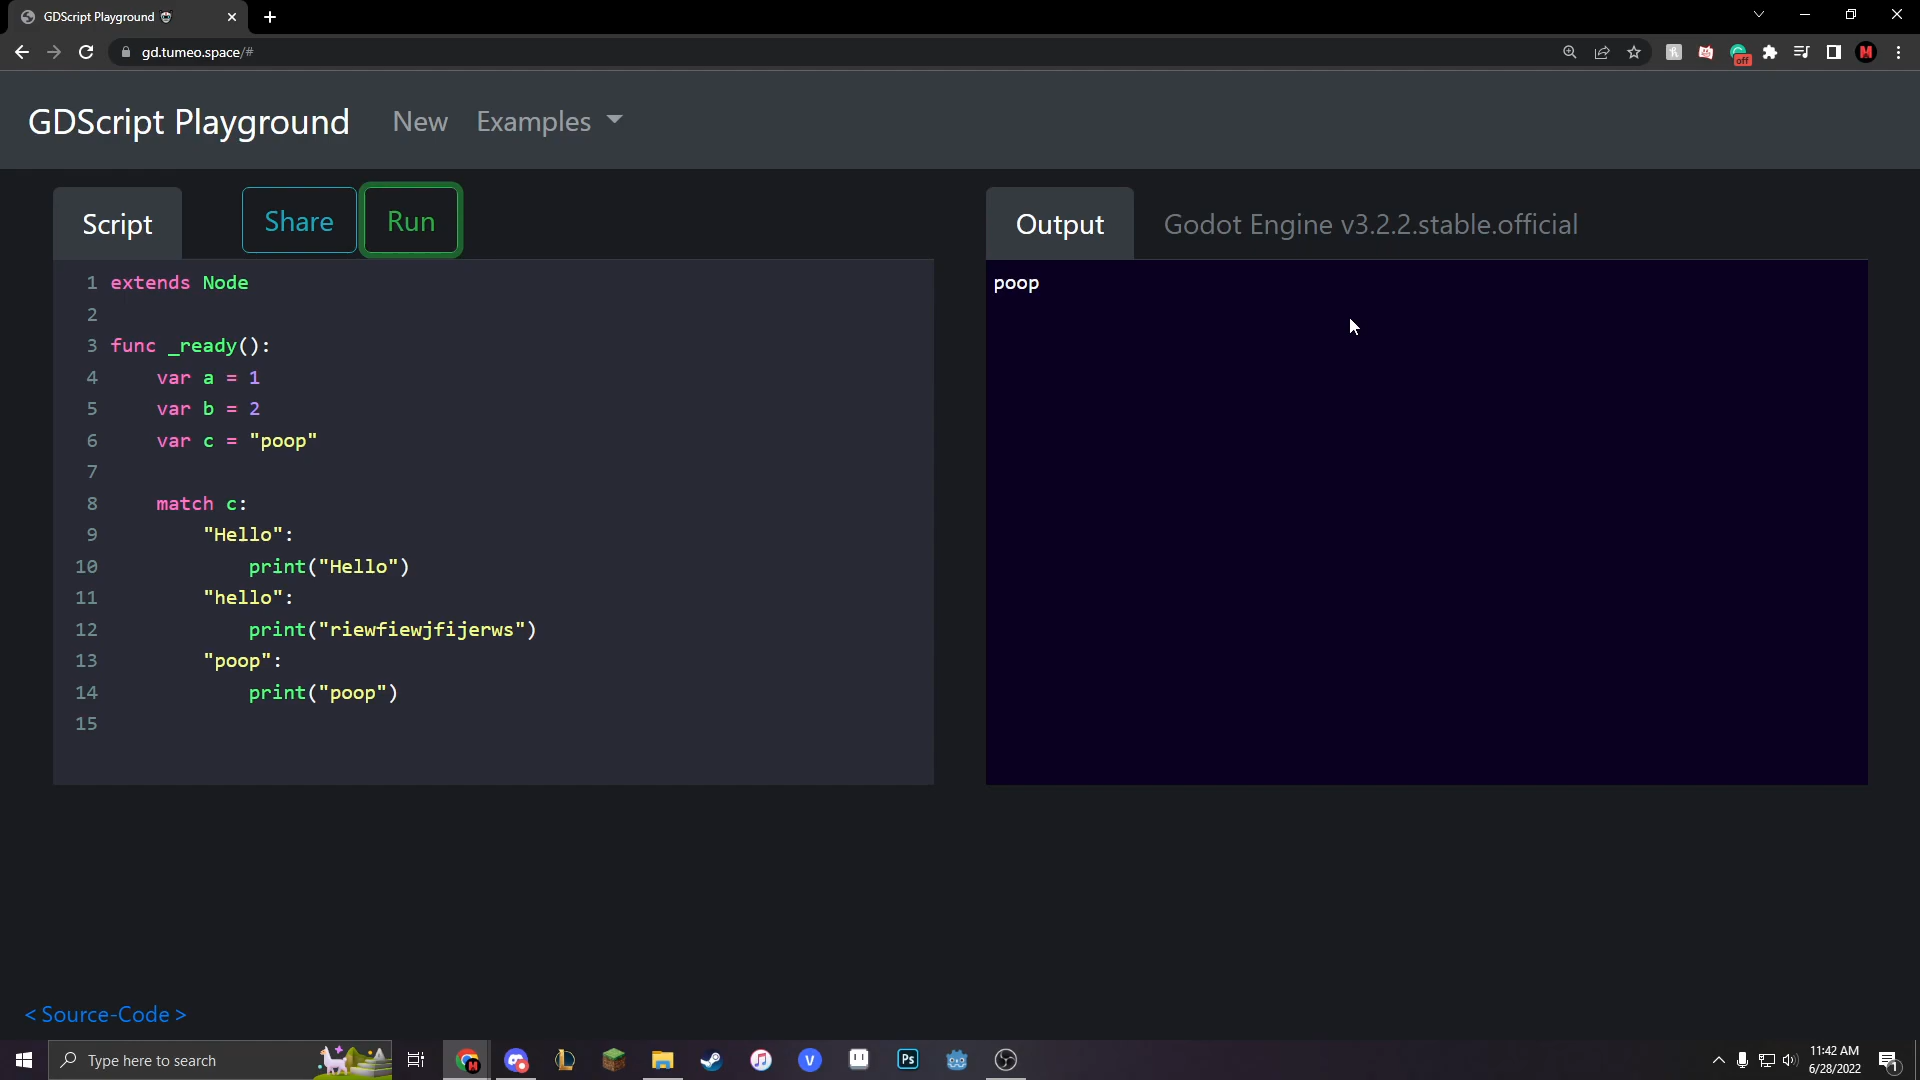 GDScript Playground
gd.tumeo.space/#
off
GDScript Playground New Examples
Script Share Run
Output Godot Engine v3.2.2.stable.official
1 extends Node
2
3 func _ready():
4 var a = 1
5 var b = 2
6 var c = "poop"
7
8 match c:
9 "Hello":
10 print("Hello")
11 "hello":
12 print("riewfiewjfijerws")
13 "poop":
14 print("poop")
15
poop
< Source-Code >
Type here to search
Ps
11:42 AM
6/28/2022
1